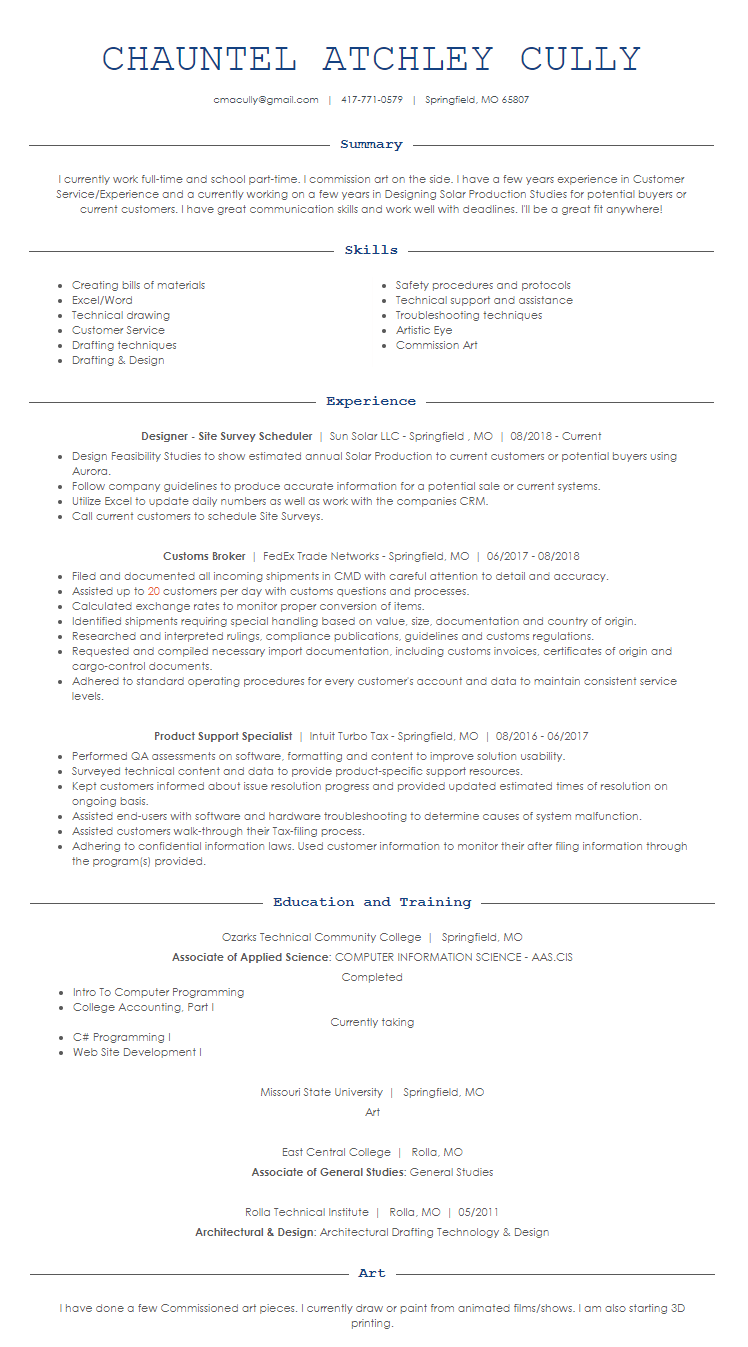 CHAUNTEL ATCHLEY CULLY
cmacully@gmail.com | 417-771-0579 | Springfield, MO 65807
Summary
I currently work full-time and school part-time. I commission art on the side. I have a few years experience in Customer
Service/Experience and a currently working on a few years in Designing Solar Production Studies for potential buyers or
current customers. I have great communication skills and work well with deadlines. I'll be a great fit anywhere!
Skills
• Creating bills of materials
• Excel/Word
• Technical drawing
• Customer Service
• Drafting techniques
• Drafting & Design
• Safety procedures and protocols
• Technical support and assistance
• Troubleshooting techniques
• Artistic Eye
• Commission Art
Experience
Designer - Site Survey Scheduler | Sun Solar LLC - Springfield , MO | 08/2018 - Current
• Design Feasibility Studies to show estimated annual Solar Production to current customers or potential buyers using
Aurora.
• Follow company guidelines to produce accurate information for a potential sale or current systems.
• Utilize Excel to update daily numbers as well as work with the companies CRM.
• Call current customers to schedule Site Surveys.
Customs Broker | FedEx Trade Networks - Springfield, MO | 06/2017 - 08/2018
• Filed and documented all incoming shipments in CMD with careful attention to detail and accuracy.
• Assisted up to 20 customers per day with customs questions and processes.
• Calculated exchange rates to monitor proper conversion of items.
• Identified shipments requiring special handling based on value, size, documentation and country of origin.
• Researched and interpreted rulings, compliance publications, guidelines and customs regulations.
• Requested and compiled necessary import documentation, including customs invoices, certificates of origin and
cargo-control documents.
• Adhered to standard operating procedures for every customer's account and data to maintain consistent service
levels.
Product Support Specialist | Intuit Turbo Tax - Springfield, MO | 08/2016 - 06/2017
• Performed QA assessments on software, formatting and content to improve solution usability.
• Surveyed technical content and data to provide product-specific support resources.
• Kept customers informed about issue resolution progress and provided updated estimated times of resolution on
ongoing basis.
• Assisted end-users with software and hardware troubleshooting to determine causes of system malfunction.
• Assisted customers walk-through their Tax-filing process.
• Adhering to confidential information laws. Used customer information to monitor their after filing information through
the program(s) provided.
Education and Training
Ozarks Technical Community College | Springfield, MO
Associate of Applied Science: COMPUTER INFORMATION SCIENCE - AAS.CIS
Completed
• Intro To Computer Programming
• College Accounting, Part I
Currently taking
• C# Programming I
• Web Site Development I
Missouri State University | Springfield, MO
Art
East Central College | Rolla, MO
Associate of General Studies: General Studies
Rolla Technical Institute | Rolla, MO | 05/2011
Architectural & Design: Architectural Drafting Technology & Design
Art
I have done a few Commissioned art pieces. I currently draw or paint from animated films/shows. I am also starting 3D
printing.